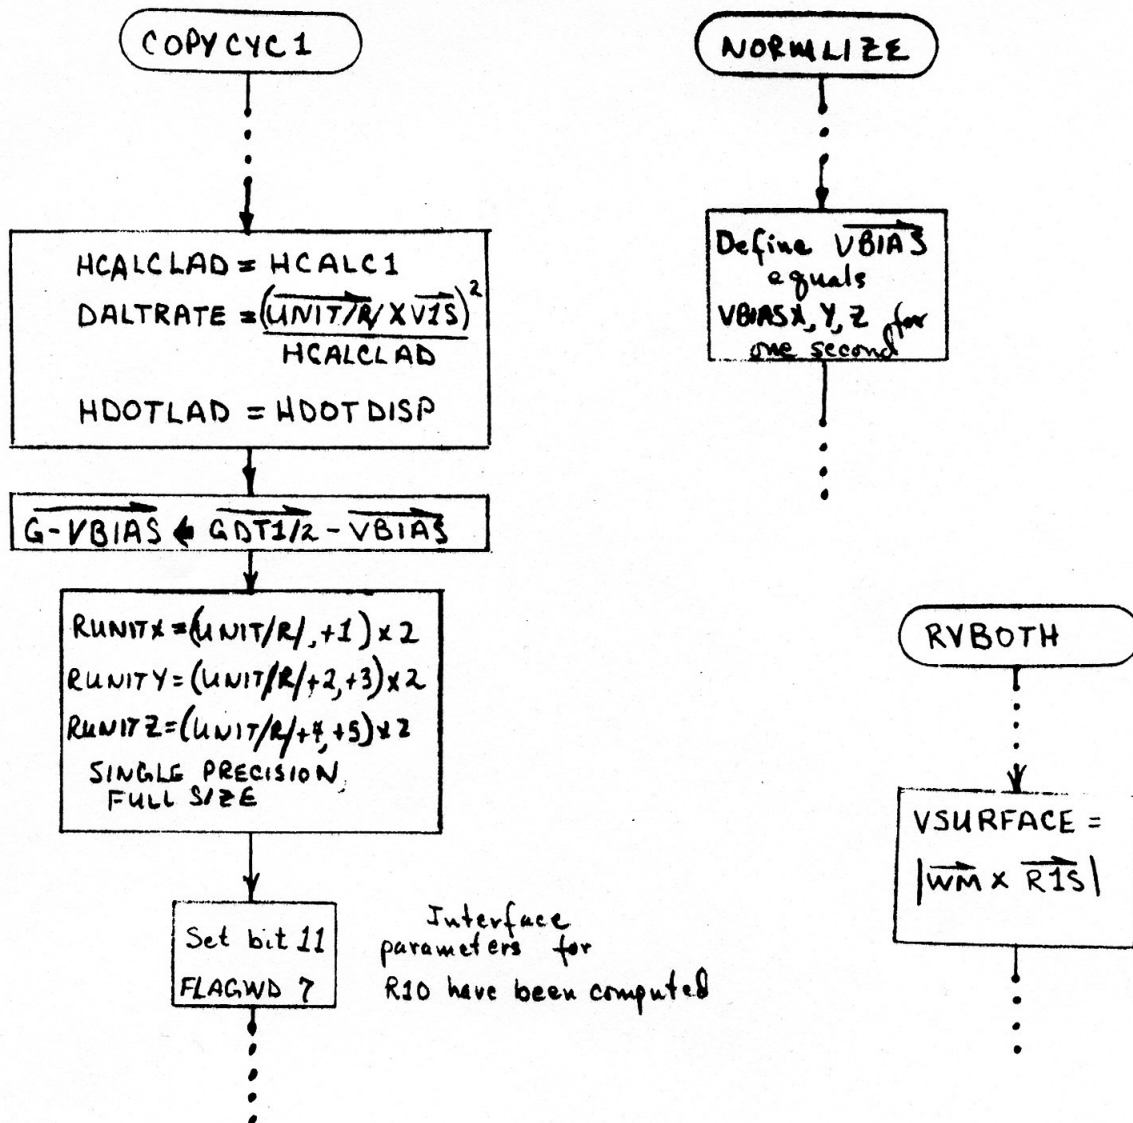 COPYCYC1
HCALCLAD = HCALC1
DALTRATE = (UNIT/R/ X V1S)²
HCALCLAD
HDOTLAD = HDOTDISP
G-VBIAS ← GDT1/2 - VBIAS
RUNITX = (UNIT/R/, +1) x 2
RUNITY = (UNIT/R/+2, +3) x 2
RUNITZ = (UNIT/R/+4, +5) x 2
SINGLE PRECISION,
FULL SIZE
Set bit 11
FLAGWD 7
Interface
parameters for
R10 have been computed
NORMLIZE
Define VBIAS
equals
VBIASX, Y, Z for
one second
RVBOTH
VSURFACE =
|WM x R1S|